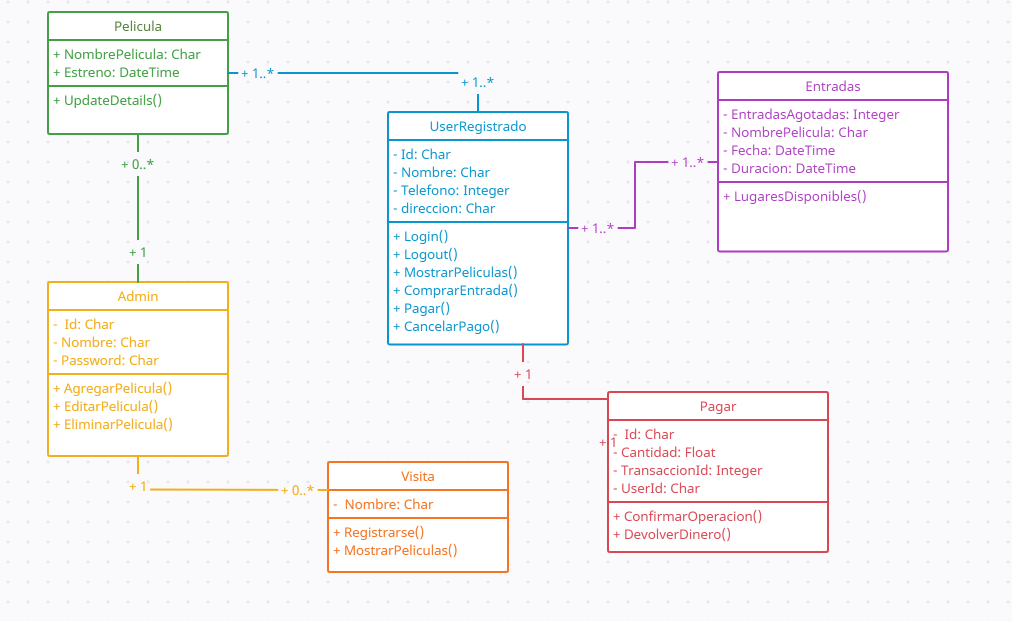 Pelicula
+ NombrePelicula: Char
+ Estreno: DateTime
+ UpdateDetails()
+ 1..*
+ 1..*
+ 0..*
+ 1
UserRegistrado
- Id: Char
- Nombre: Char
- Telefono: Integer
- direccion: Char
+ Login()
+ Logout()
+ MostrarPeliculas()
+ ComprarEntrada()
+ Pagar()
+ CancelarPago()
+ 1..*
+ 1..*
Entradas
- EntradasAgotadas: Integer
- NombrePelicula: Char
- Fecha: DateTime
- Duracion: DateTime
+ LugaresDisponibles()
Admin
- Id: Char
- Nombre: Char
- Password: Char
+ AgregarPelicula()
+ EditarPelicula()
+ EliminarPelicula()
+ 1
+ 0..*
Visita
- Nombre: Char
+ Registrarse()
+ MostrarPeliculas()
+ 1
+ 1
Pagar
- Id: Char
- Cantidad: Float
- TransaccionId: Integer
- UserId: Char
+ ConfirmarOperacion()
+ DevolverDinero()